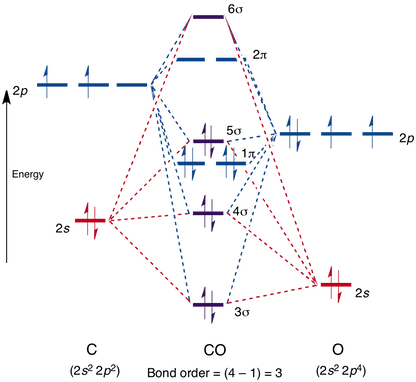 6σ
2π
2p
5σ
2p
1π
Energy
2s
4σ
2s
3σ
C
CO
O
(2s² 2p²)
Bond order = (4 – 1) = 3
(2s² 2p⁴)